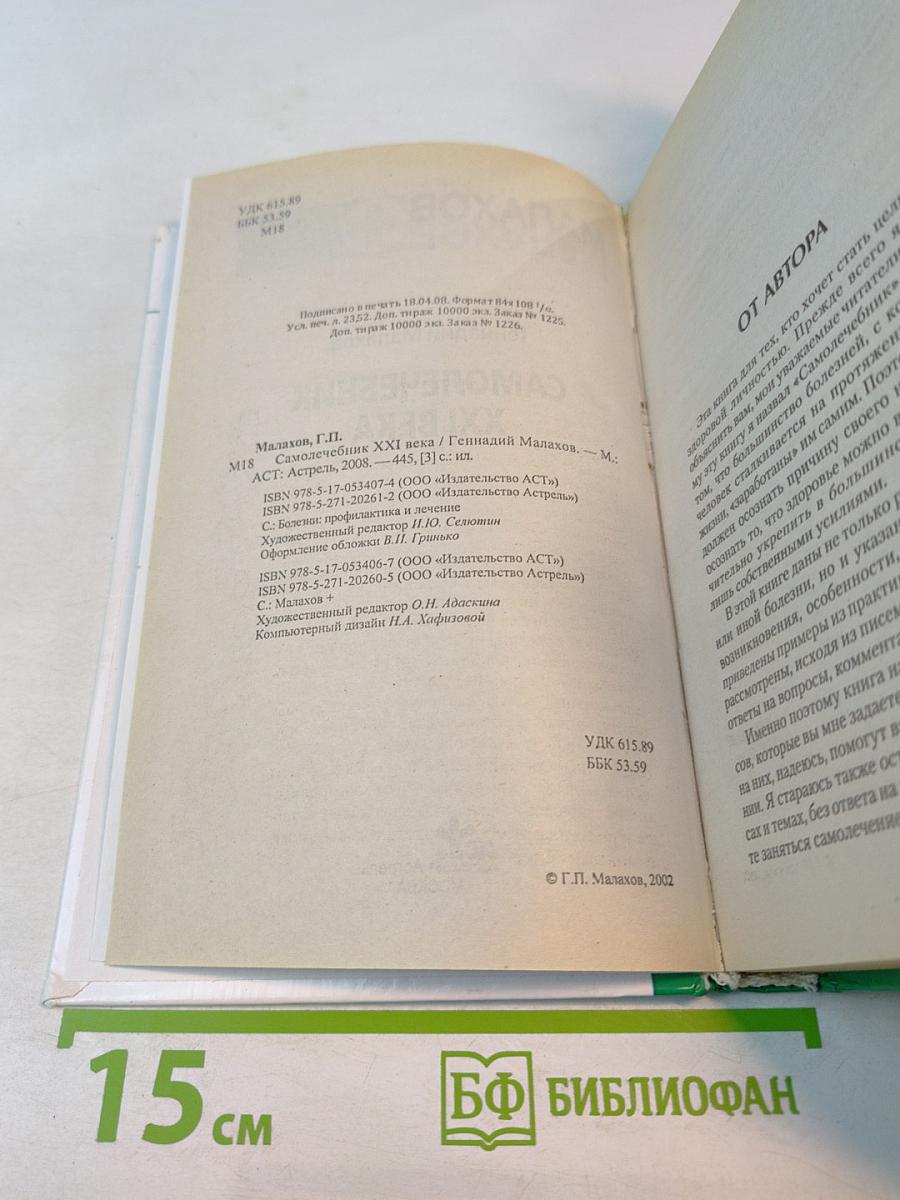 УДК 615.89
ББК 53.59
М18
Подписано в печать 18.04.08. Формат 84х108 1/
Усл. печ. л. 23,52. Доп. тираж 10000 экз. Заказ № 1225.
Доп. тираж 10000 экз. Заказ № 1226.
Малахов, Г.П.
М18 Самолечебник XXI века / Геннадий Малахов. — М.:
АСТ: Астрель, 2008. — 445, [3] с.: ил.
ISBN 978-5-17-053407-4 (ООО «Издательство АСТ»)
ISBN 978-5-271-20261-2 (ООО «Издательство Астрель»)
С.: Болезни: профилактика и лечение
Художественный редактор И.Ю. Селютин
Оформление обложки В.И. Гринько
ISBN 978-5-17-053406-7 (ООО «Издательство АСТ»)
ISBN 978-5-271-20260-5 (ООО «Издательство Астрель»)
С.: Малахов +
Художественный редактор О.Н. Адаскина
Компьютерный дизайн Н.А. Хафизовой
УДК 615.89
ББК 53.59
© Г.П. Малахов, 2002
ОТ АВТОРА
Эта книга для тех, кто хочет стать
здоровой личностью. Прежде всего я
объяснить вам, мои уважаемые читатели
му эту книгу я назвал «Самолечебник»
том, что большинство болезней, с
человек сталкивается на
жизни, «заработаны» им самим.
должен осознать причину своего
осознать то, что здоровье можно
чительно укрепить в
лишь собственными усилиями.
В этой книге даны не только
или иной болезни, но и
возникновения, особенности,
приведены примеры из
рассмотрены, исходя из
ответы на вопросы,
Именно поэтому книга
сов, которые вы мне
на них, надеюсь, помогут
нии. Я стараюсь также
сах и темах, без ответа на
те заняться самолечение
15 см
БФ БИБЛИОФАН